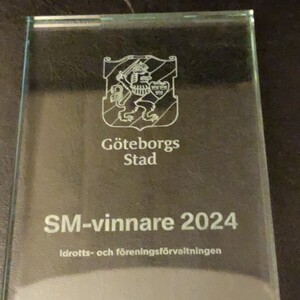 Göteborgs
Stad
SM-vinnare 2024
Idrotts- och föreningsförvaltningen